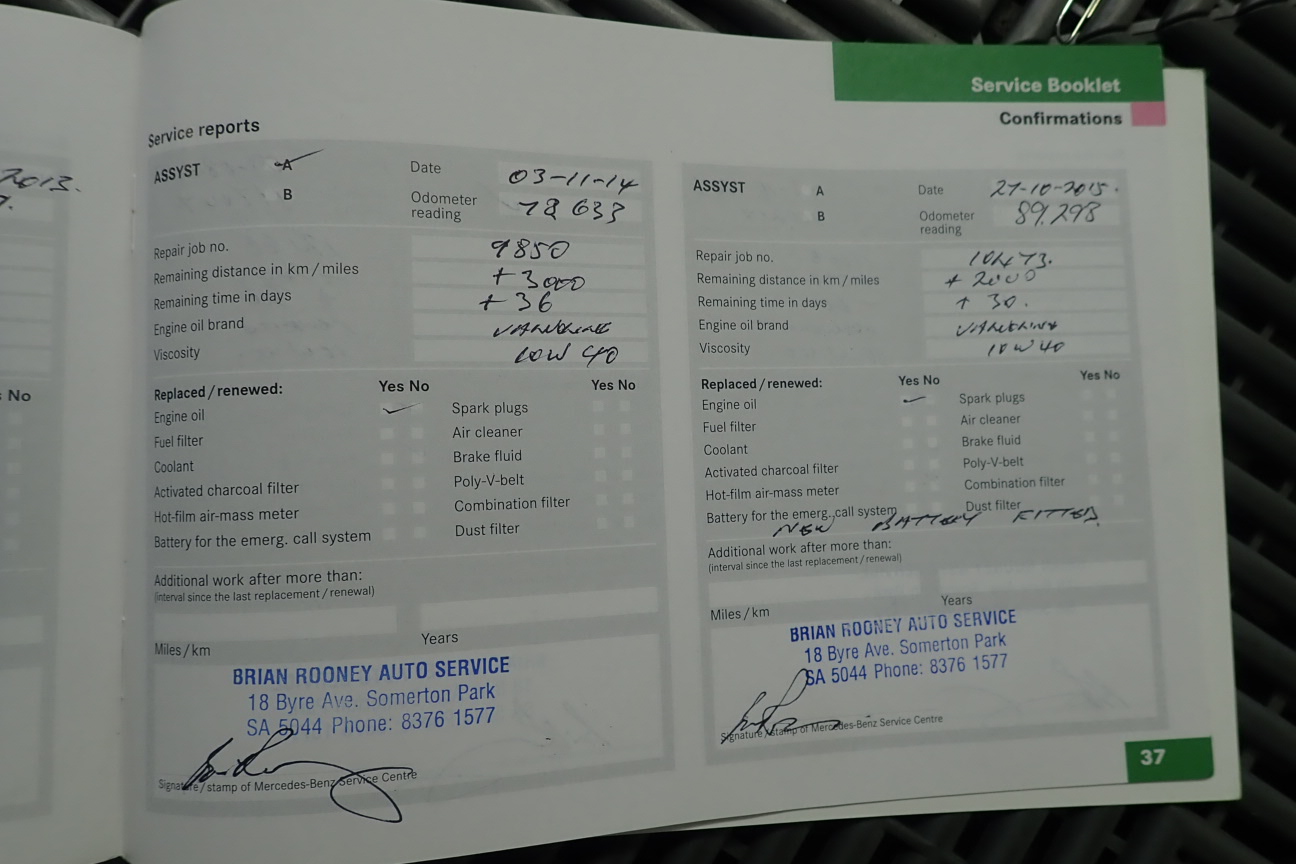 2013.
No
Service Booklet
Confirmations
Service reports
ASSYST A Date 03-11-14
B Odometer reading 78 633
Repair job no. 9850
Remaining distance in km / miles + 3000
Remaining time in days + 36
Engine oil brand
Viscosity 10W 40
Replaced / renewed: Yes No Yes No
Engine oil Spark plugs
Fuel filter Air cleaner
Coolant Brake fluid
Activated charcoal filter Poly-V-belt
Hot-film air-mass meter Combination filter
Battery for the emerg. call system Dust filter
Additional work after more than:
(interval since the last replacement / renewal)
Miles / km Years
BRIAN ROONEY AUTO SERVICE
18 Byre Ave. Somerton Park
SA 5044 Phone: 8376 1577
Signature / stamp of Mercedes-Benz Service Centre
ASSYST A Date 27-10-2015.
B Odometer reading 89,298
Repair job no. 10473.
Remaining distance in km / miles + 2000
Remaining time in days + 30.
Engine oil brand
Viscosity 10W40
Replaced / renewed: Yes No Yes No
Engine oil Spark plugs
Fuel filter Air cleaner
Coolant Brake fluid
Activated charcoal filter Poly-V-belt
Hot-film air-mass meter Combination filter
Battery for the emerg. call system Dust filter
NEW BATTERY FITTED
Additional work after more than:
(interval since the last replacement / renewal)
Miles / km Years
BRIAN ROONEY AUTO SERVICE
18 Byre Ave. Somerton Park
SA 5044 Phone: 8376 1577
Signature / stamp of Mercedes-Benz Service Centre
37